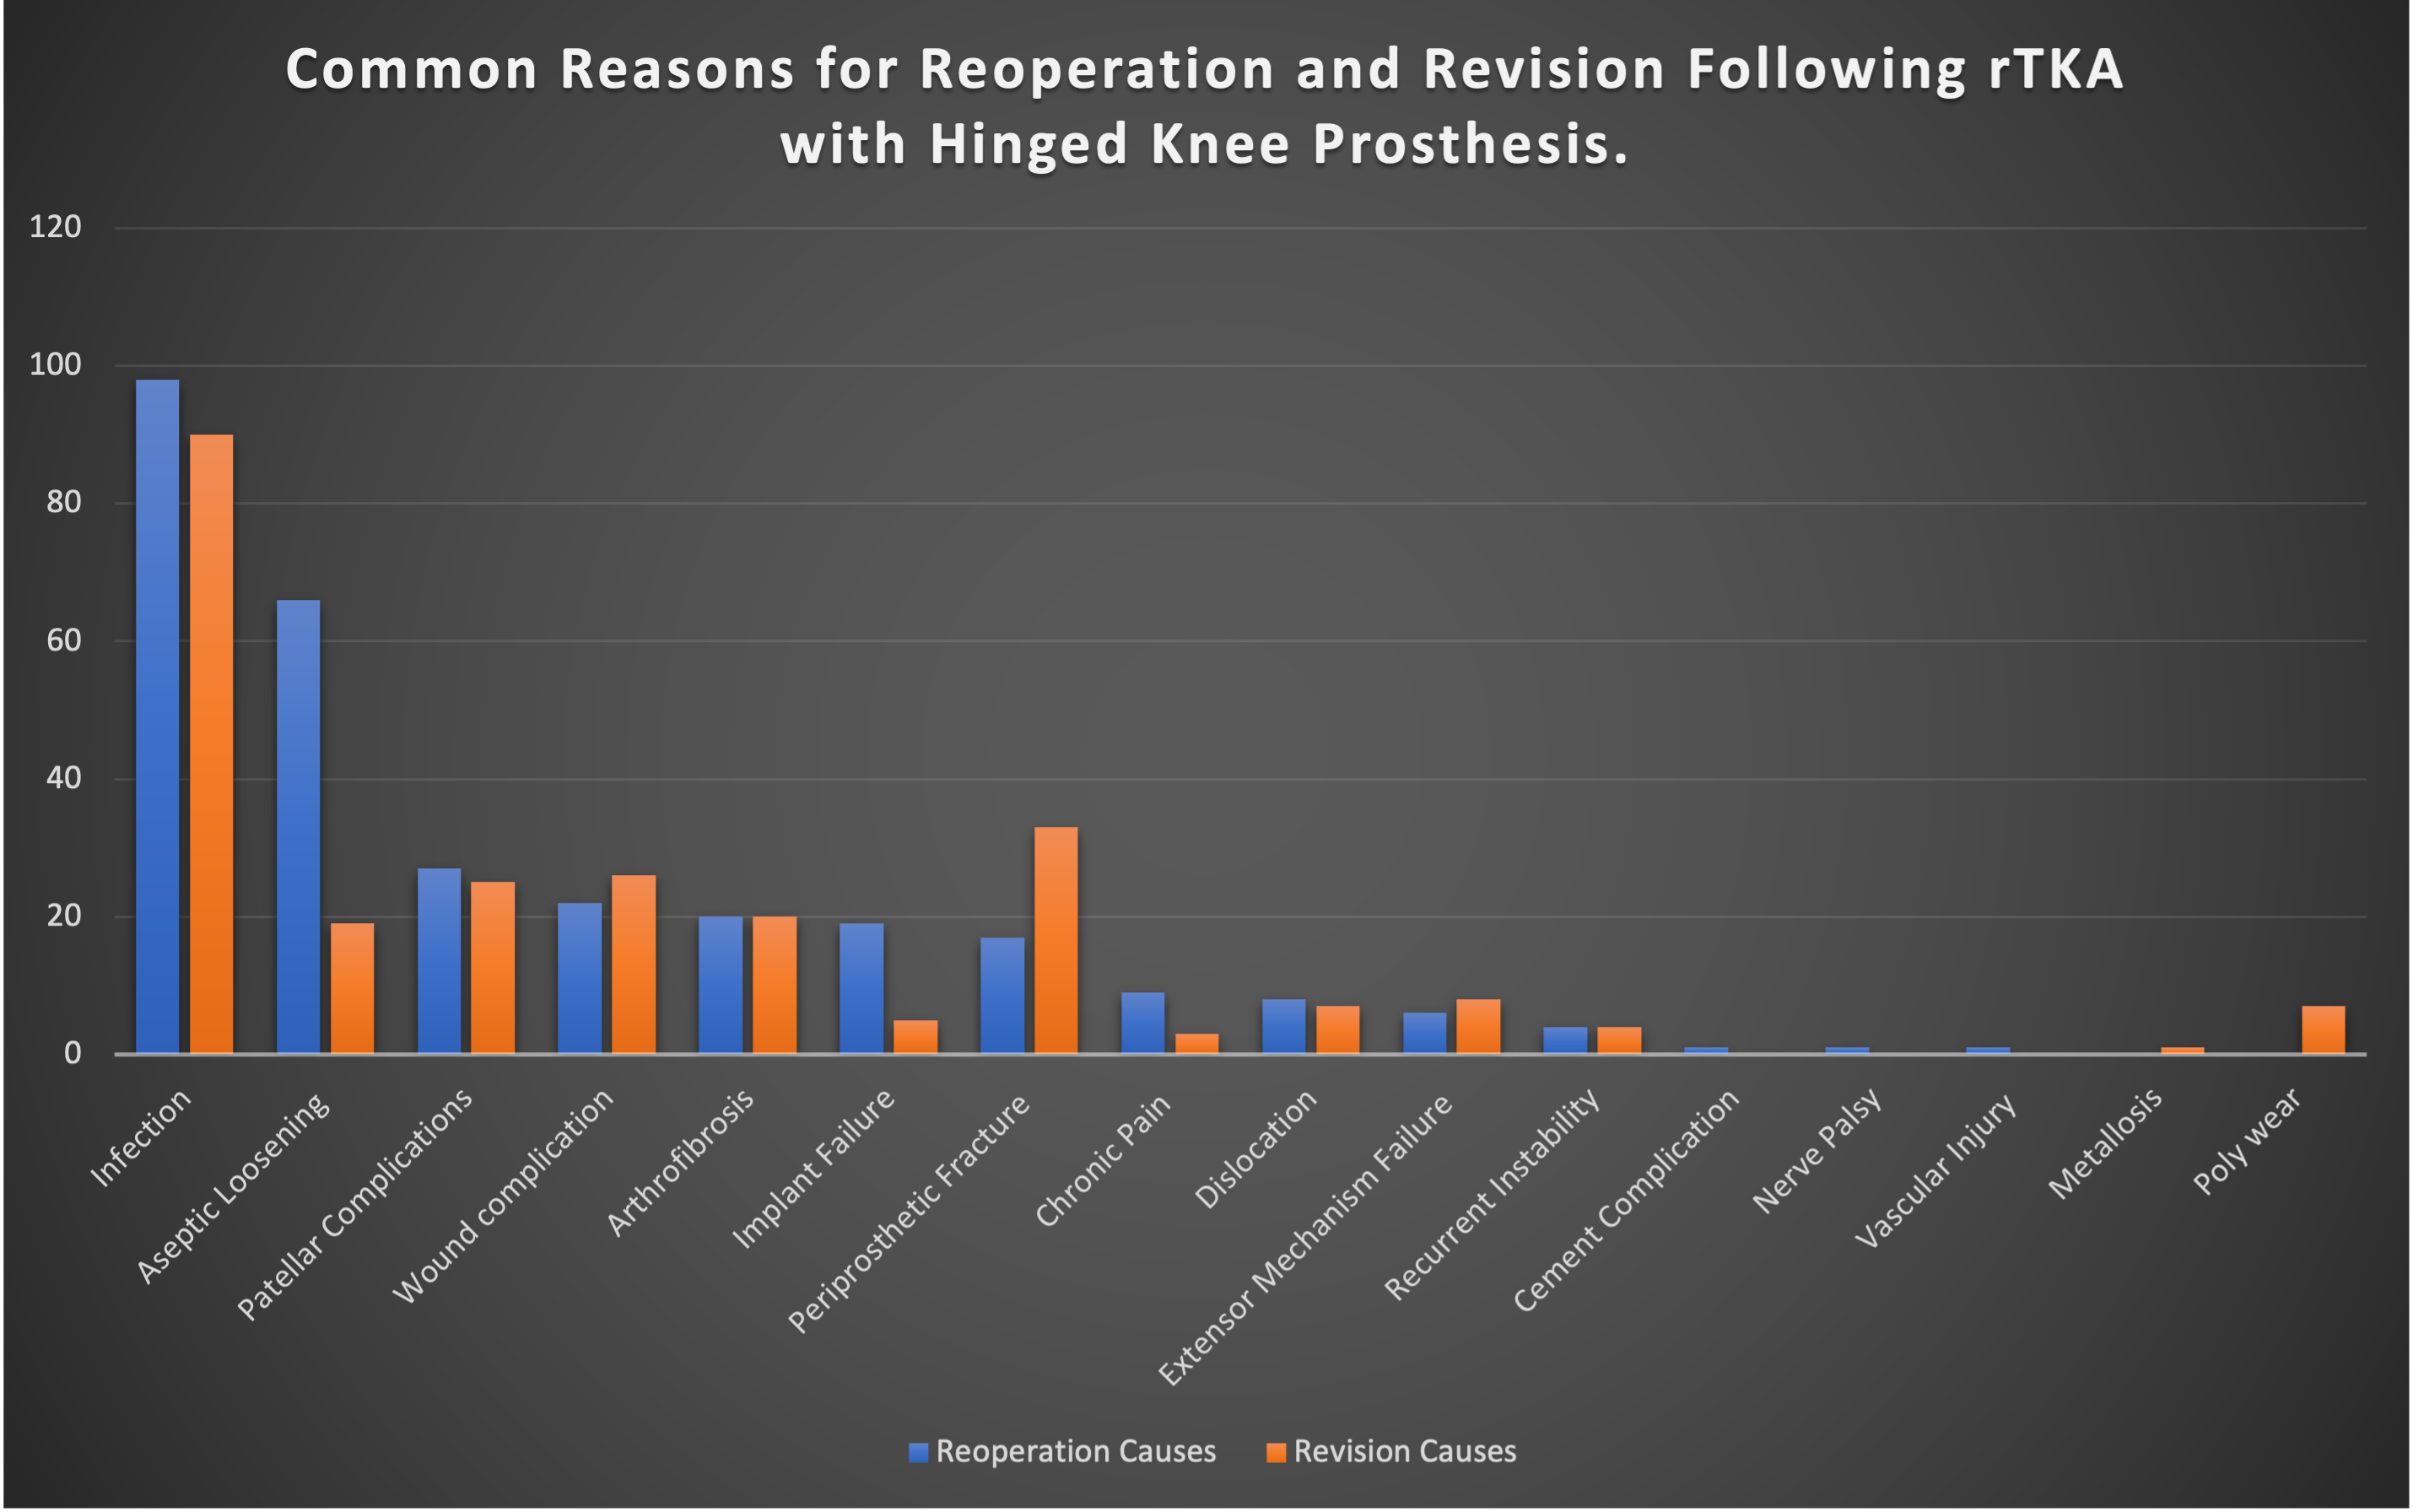 Common Reasons for Reoperation and Revision Following rTKA
with Hinged Knee Prosthesis.
120
100
80
60
40
20
0
Infection
Aseptic Loosening
Patellar Complications
Wound complication
Arthrofibrosis
Implant Failure
Periprosthetic Fracture
Chronic Pain
Dislocation
Extensor Mechanism Failure
Recurrent Instability
Cement Complication
Nerve Palsy
Vascular Injury
Metallosis
Poly wear
Reoperation Causes
Revision Causes